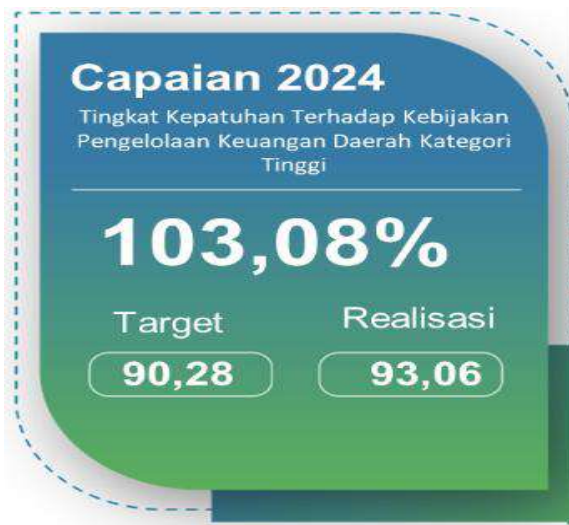 Capaian 2024
Tingkat Kepatuhan Terhadap Kebijakan
Pengelolaan Keuangan Daerah Kategori
Tinggi
103,08%
Target
Realisasi
90,28
93,06